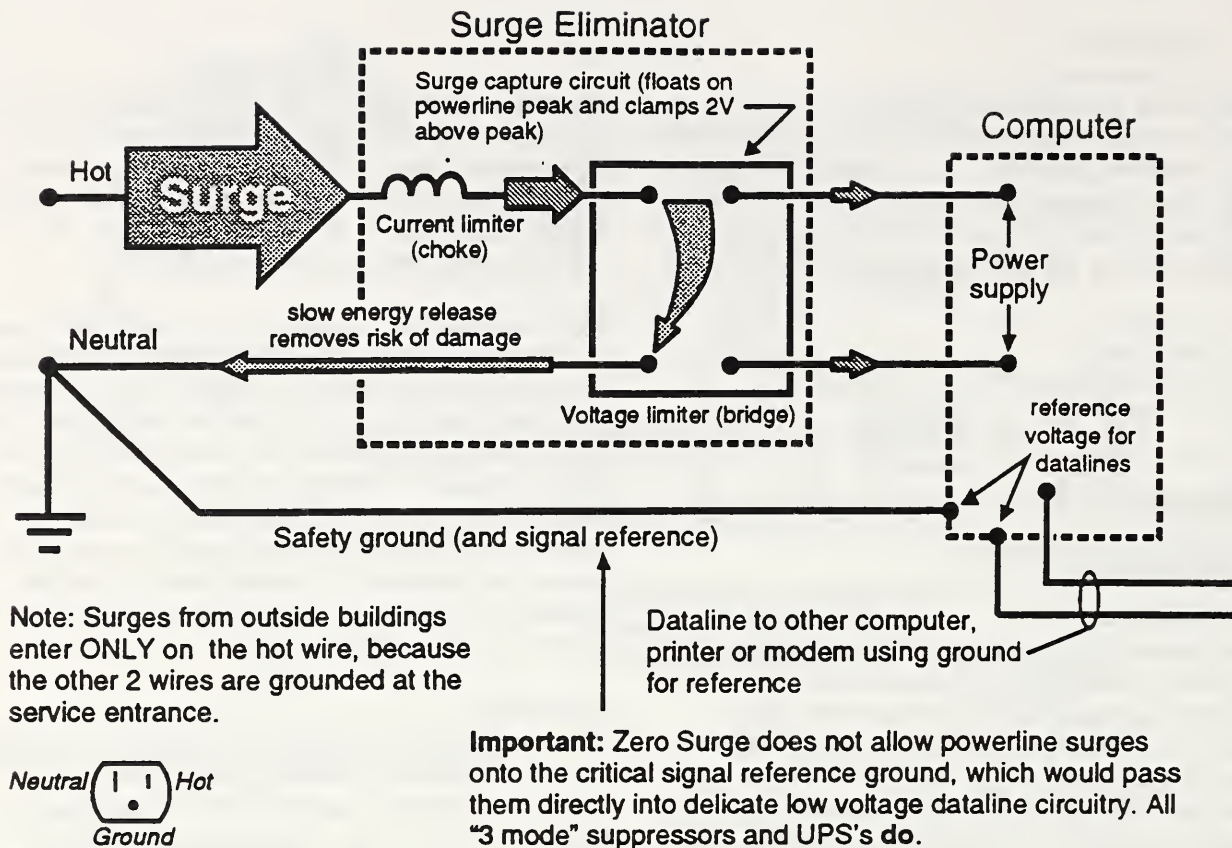 Surge Eliminator
Surge capture circuit (floats on
powerline peak and clamps 2V
above peak)
Computer
Hot
Surge
Current limiter
(choke)
Power
supply
slow energy release
removes risk of damage
Neutral
Voltage limiter (bridge)
reference
voltage for
datalines
Safety ground (and signal reference)
Note: Surges from outside buildings
enter ONLY on the hot wire, because
the other 2 wires are grounded at the
service entrance.
Dataline to other computer,
printer or modem using ground
for reference
Important: Zero Surge does not allow powerline surges
onto the critical signal reference ground, which would pass
them directly into delicate low voltage dataline circuitry. All
"3 mode" suppressors and UPS's do.
Neutral
Hot
Ground